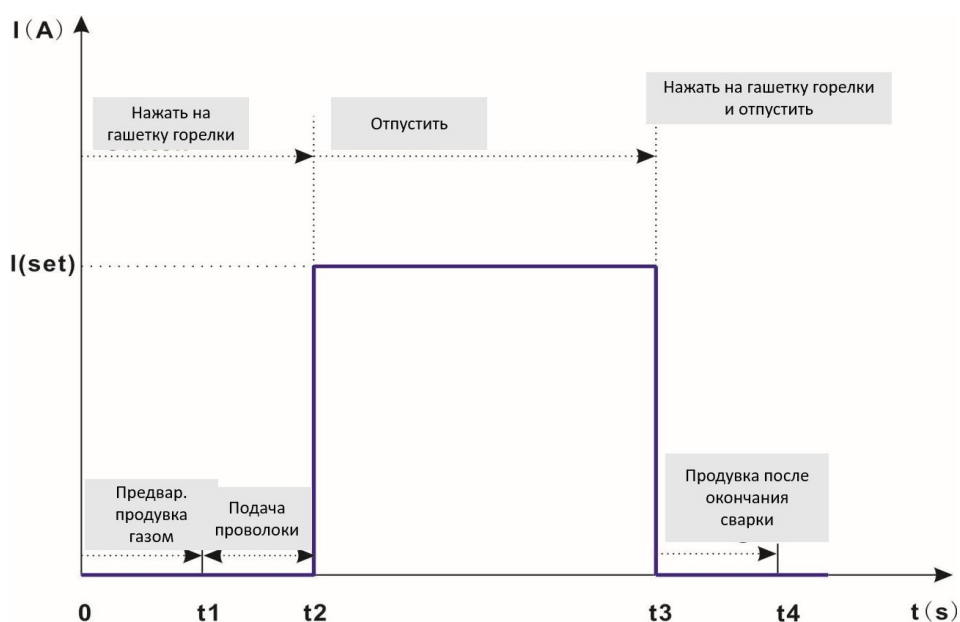 I(A)
Нажать на
гашетку горелки
Отпустить
Нажать на гашетку горелки
и отпустить
I(set)
Предвар.
продувка
газом
Подача
проволоки
Продувка после
окончания
сварки
0
t1
t2
t3
t4
t(s)